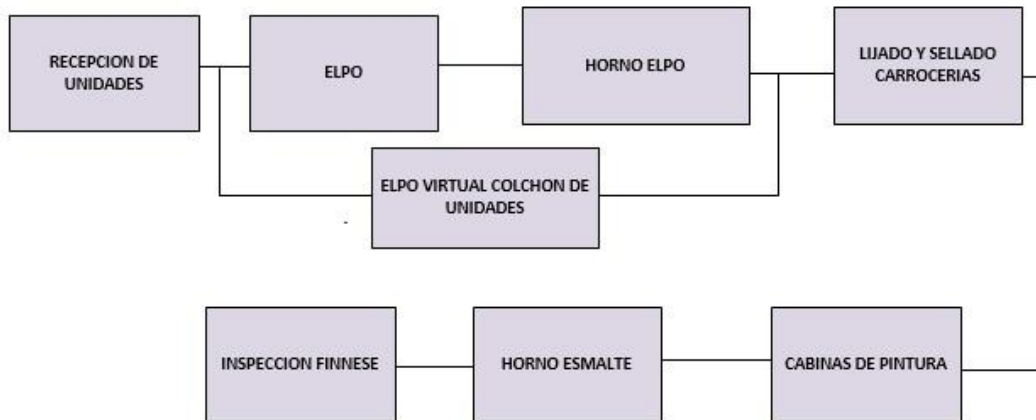 RECEPCION DE
UNIDADES
ELPO
HORNO ELPO
LIJADO Y SELLADO
CARROCERIAS
ELPO VIRTUAL COLCHON DE
UNIDADES
INSPECCION FINNESE
HORNO ESMALTE
CABINAS DE PINTURA